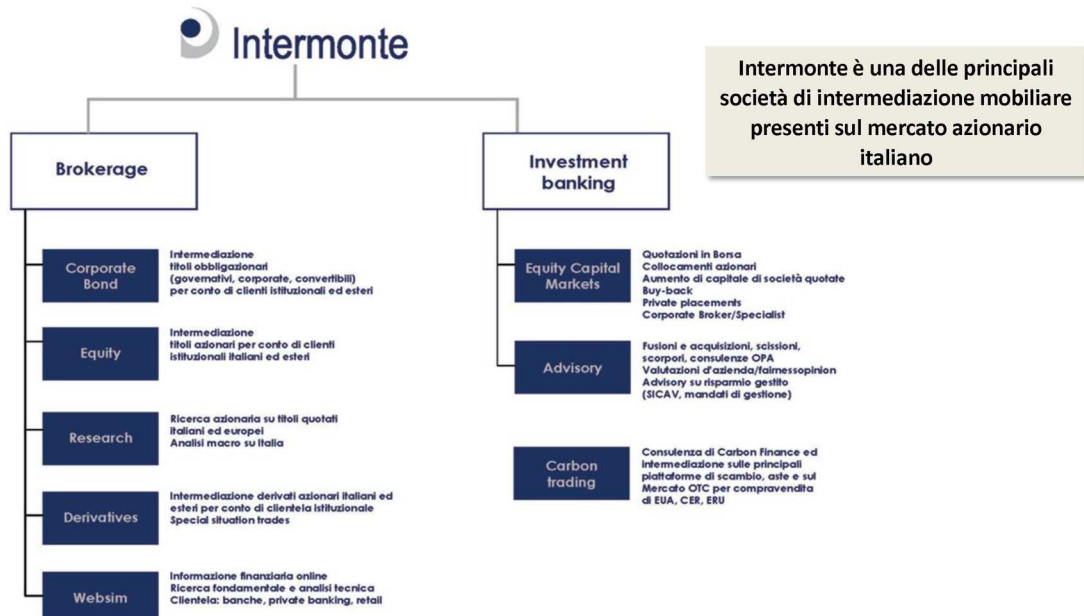 Intermonte
Intermonte è una delle principali
società di intermediazione mobiliare
presenti sul mercato azionario
italiano
Brokerage
Corporate
Bond
Intermediazione
titoli obbligazionari
(governativi, corporate, convertibili)
per conto di clienti istituzionali ed esteri
Equity
Intermediazione
titoli azionari per conto di clienti
istituzionali italiani ed esteri
Research
Ricerca azionaria su titoli quotati
italiani ed europei
Analisi macro su Italia
Derivatives
Intermediazione derivati azionari italiani ed
esteri per conto di clientela istituzionale
Special situation trades
Websim
Informazione finanziaria online
Ricerca fondamentale e analisi tecnica
Clientela: banche, private banking, retail
Investment
banking
Equity Capital
Markets
Quotazioni in Borsa
Collocamenti azionari
Aumento di capitale di società quotate
Buy-back
Private placements
Corporate Broker/Specialist
Advisory
Fusioni e acquisizioni, scissioni,
scorpori, consulenze OPA
Valutazioni d'azienda/fairnessopinion
Advisory su risparmio gestito
(SICAV, mandati di gestione)
Carbon
trading
Consulenza di Carbon Finance ed
intermediazione sulle principali
piattaforme di scambio, aste e sul
Mercato OTC per compravendita
di EUA, CER, ERU